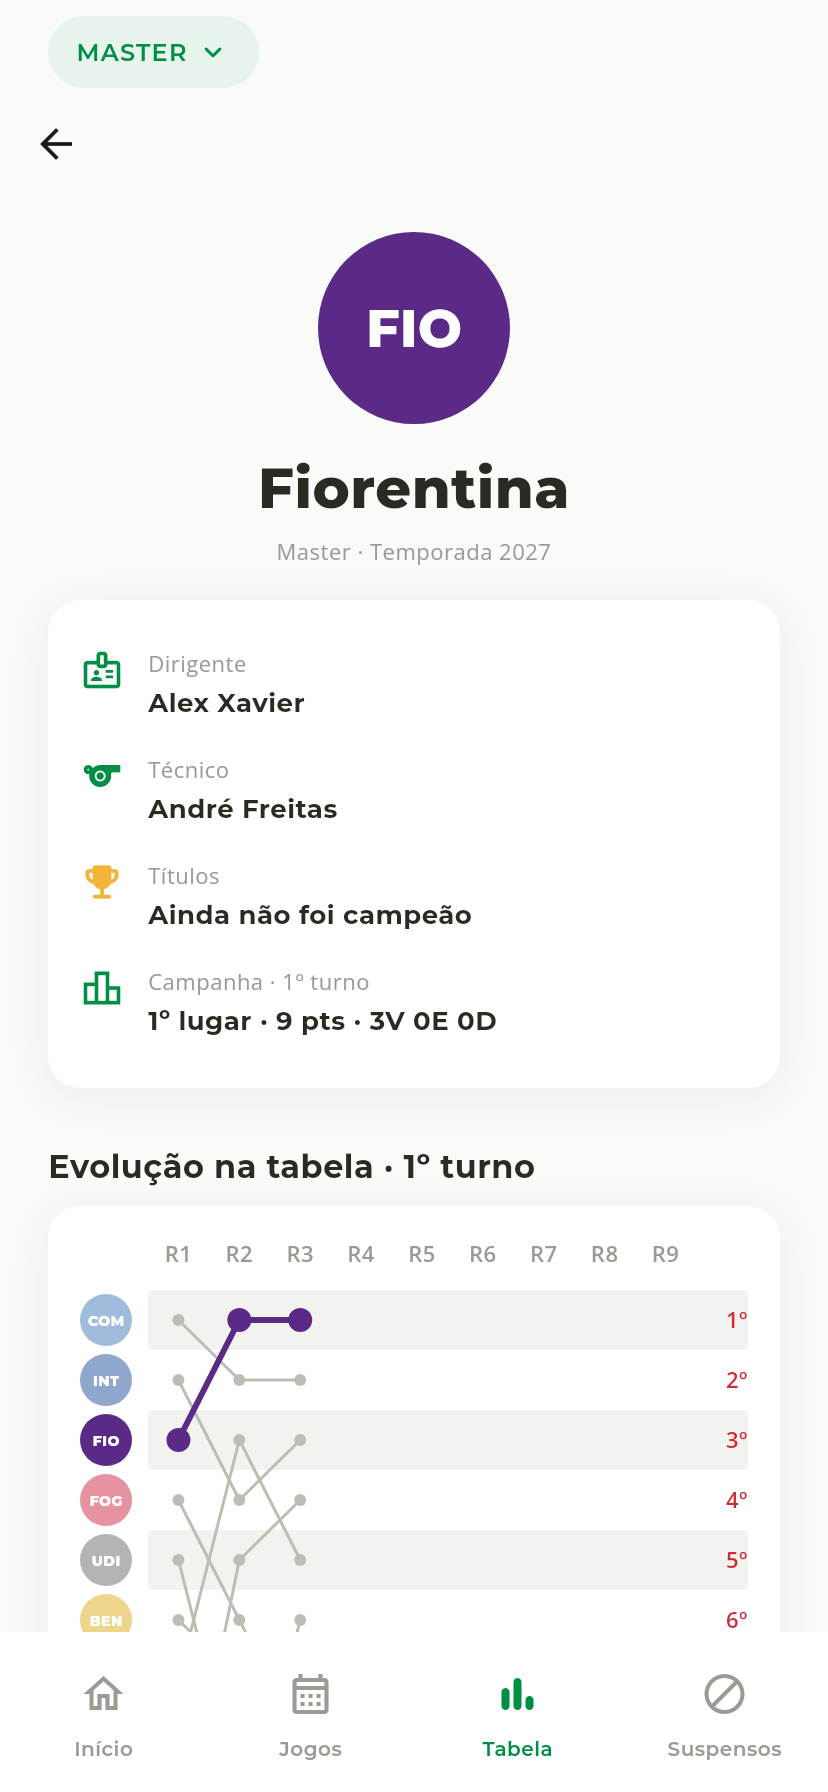 MASTER
FIO
Fiorentina
Master · Temporada 2027
Dirigente
Alex Xavier
Técnico
André Freitas
Títulos
Ainda não foi campeão
Campanha · 1º turno
1º lugar · 9 pts · 3V 0E 0D
Evolução na tabela · 1º turno
R1 R2 R3 R4 R5 R6 R7 R8 R9
COM 1º
INT 2º
FIO 3º
FOG 4º
UDI 5º
BEN 6º
Início Jogos Tabela Suspensos